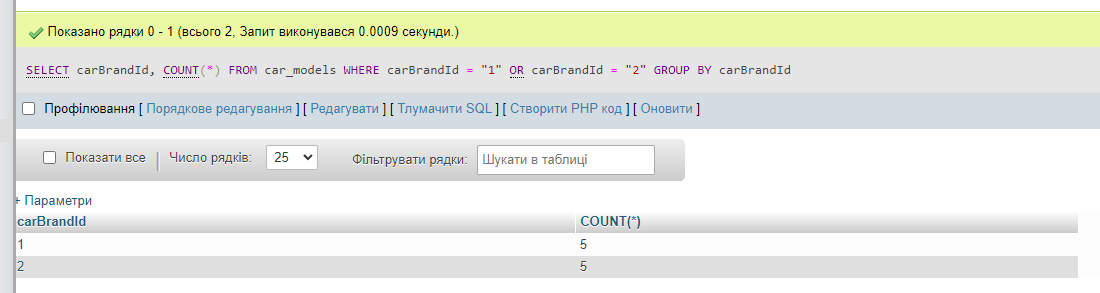 Показано рядки 0 - 1 (всього 2, Запит виконувався 0.0009 секунди.)
SELECT carBrandId, COUNT(*) FROM car_models WHERE carBrandId = "1" OR carBrandId = "2" GROUP BY carBrandId
Профілювання [ Порядкове редагування ] [ Редагувати ] [ Тлумачити SQL ] [ Створити PHP код ] [ Оновити ]
Показати все | Число рядків: 25 Фільтрувати рядки: Шукати в таблиці
+ Параметри
carBrandId COUNT(*)
1 5
2 5